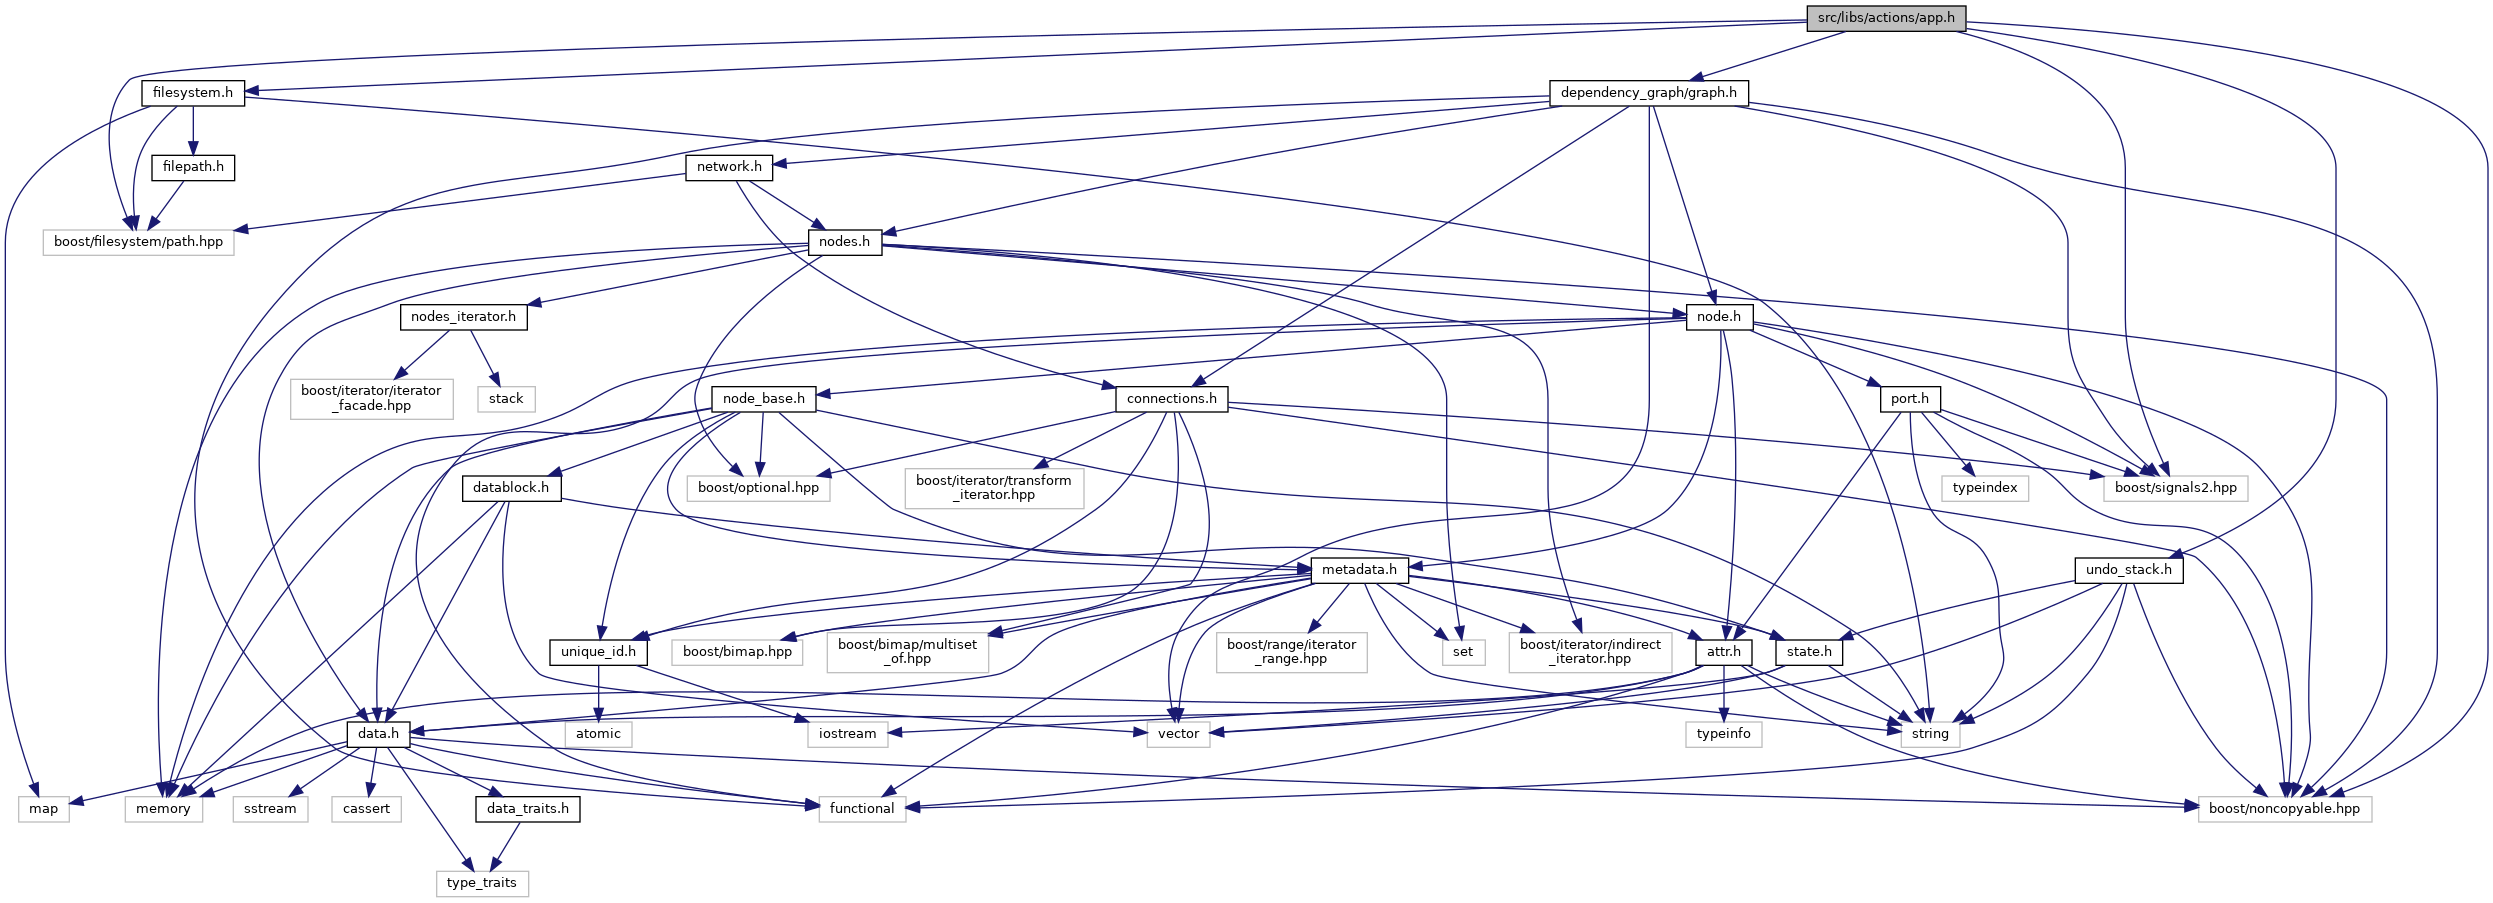 src/libs/actions/app.h
filesystem.h
dependency_graph/graph.h
filepath.h
network.h
boost/filesystem/path.hpp
nodes.h
nodes_iterator.h
node.h
boost/iterator/iterator
_facade.hpp
stack
node_base.h
connections.h
port.h
datablock.h
boost/optional.hpp
boost/iterator/transform
_iterator.hpp
typeindex
boost/signals2.hpp
metadata.h
undo_stack.h
unique_id.h
boost/bimap.hpp
boost/bimap/multiset
_of.hpp
boost/range/iterator
_range.hpp
set
boost/iterator/indirect
_iterator.hpp
attr.h
state.h
data.h
atomic
iostream
vector
typeinfo
string
map
memory
sstream
cassert
data_traits.h
functional
boost/noncopyable.hpp
type_traits